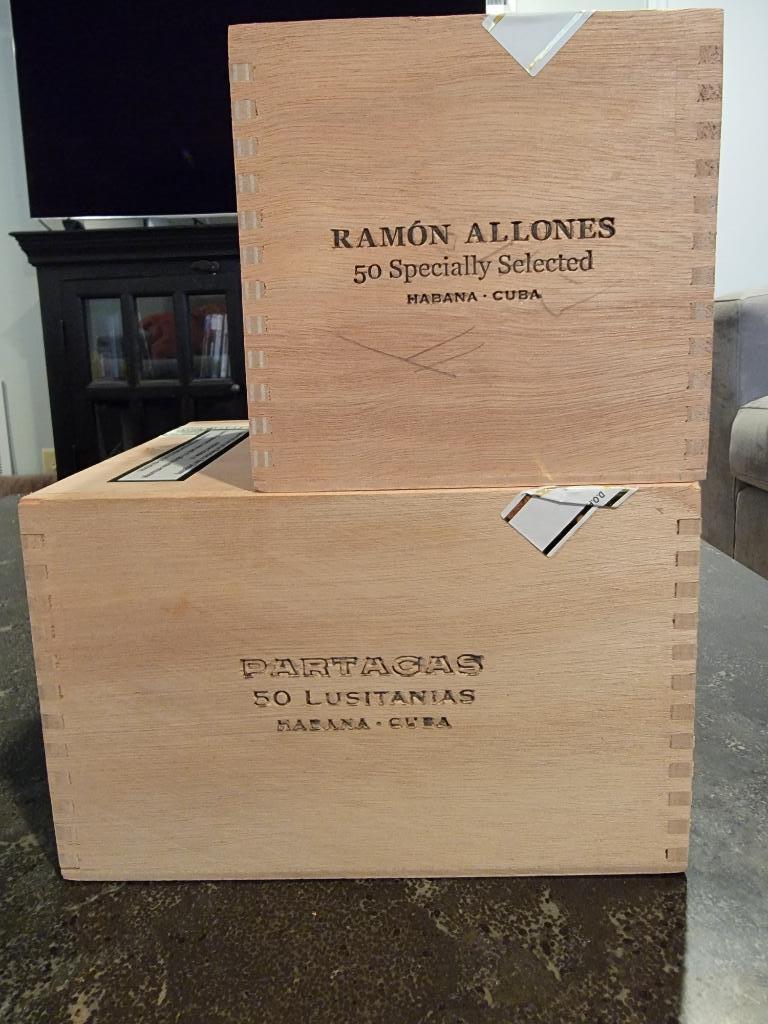 RAMÓN ALLONES
50 Specially Selected
HABANA · CUBA
PARTAGAS
50 LUSITANIAS
HABANA · CUBA